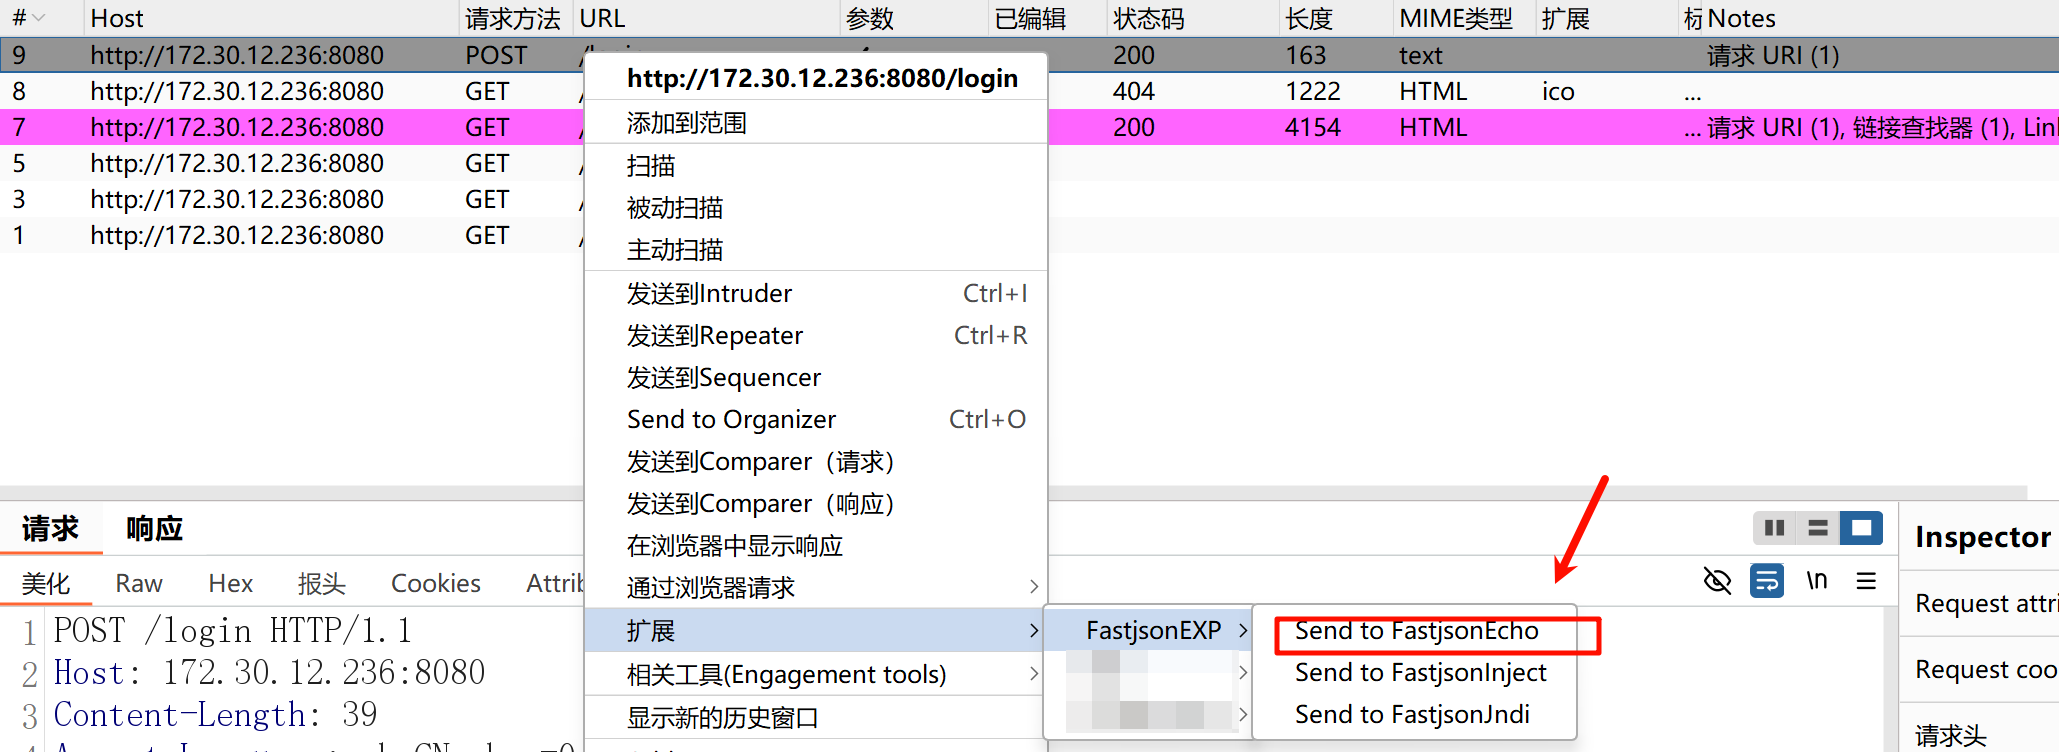 # Host 请求方法 URL 参数 已编辑 状态码 长度 MIME类型 扩展 标 Notes
9 http://172.30.12.236:8080 POST 200 163 text 请求 URI (1)
8 http://172.30.12.236:8080 GET / 404 1222 HTML ico ...
7 http://172.30.12.236:8080 GET / 200 4154 HTML ... 请求 URI (1), 链接查找器 (1), Lin
5 http://172.30.12.236:8080 GET /
3 http://172.30.12.236:8080 GET /
1 http://172.30.12.236:8080 GET /
http://172.30.12.236:8080/login
添加到范围
扫描
被动扫描
主动扫描
发送到Intruder Ctrl+I
发送到Repeater Ctrl+R
发送到Sequencer
Send to Organizer Ctrl+O
发送到Comparer（请求）
发送到Comparer（响应）
在浏览器中显示响应
通过浏览器请求
扩展
相关工具(Engagement tools)
显示新的历史窗口
FastjsonEXP
Send to FastjsonEcho
Send to FastjsonInject
Send to FastjsonJndi
请求 响应
美化 Raw Hex 报头 Cookies Attrib
\n
1 POST /login HTTP/1.1
2 Host: 172.30.12.236:8080
3 Content-Length: 39
Inspector
Request attri
Request coo
请求头